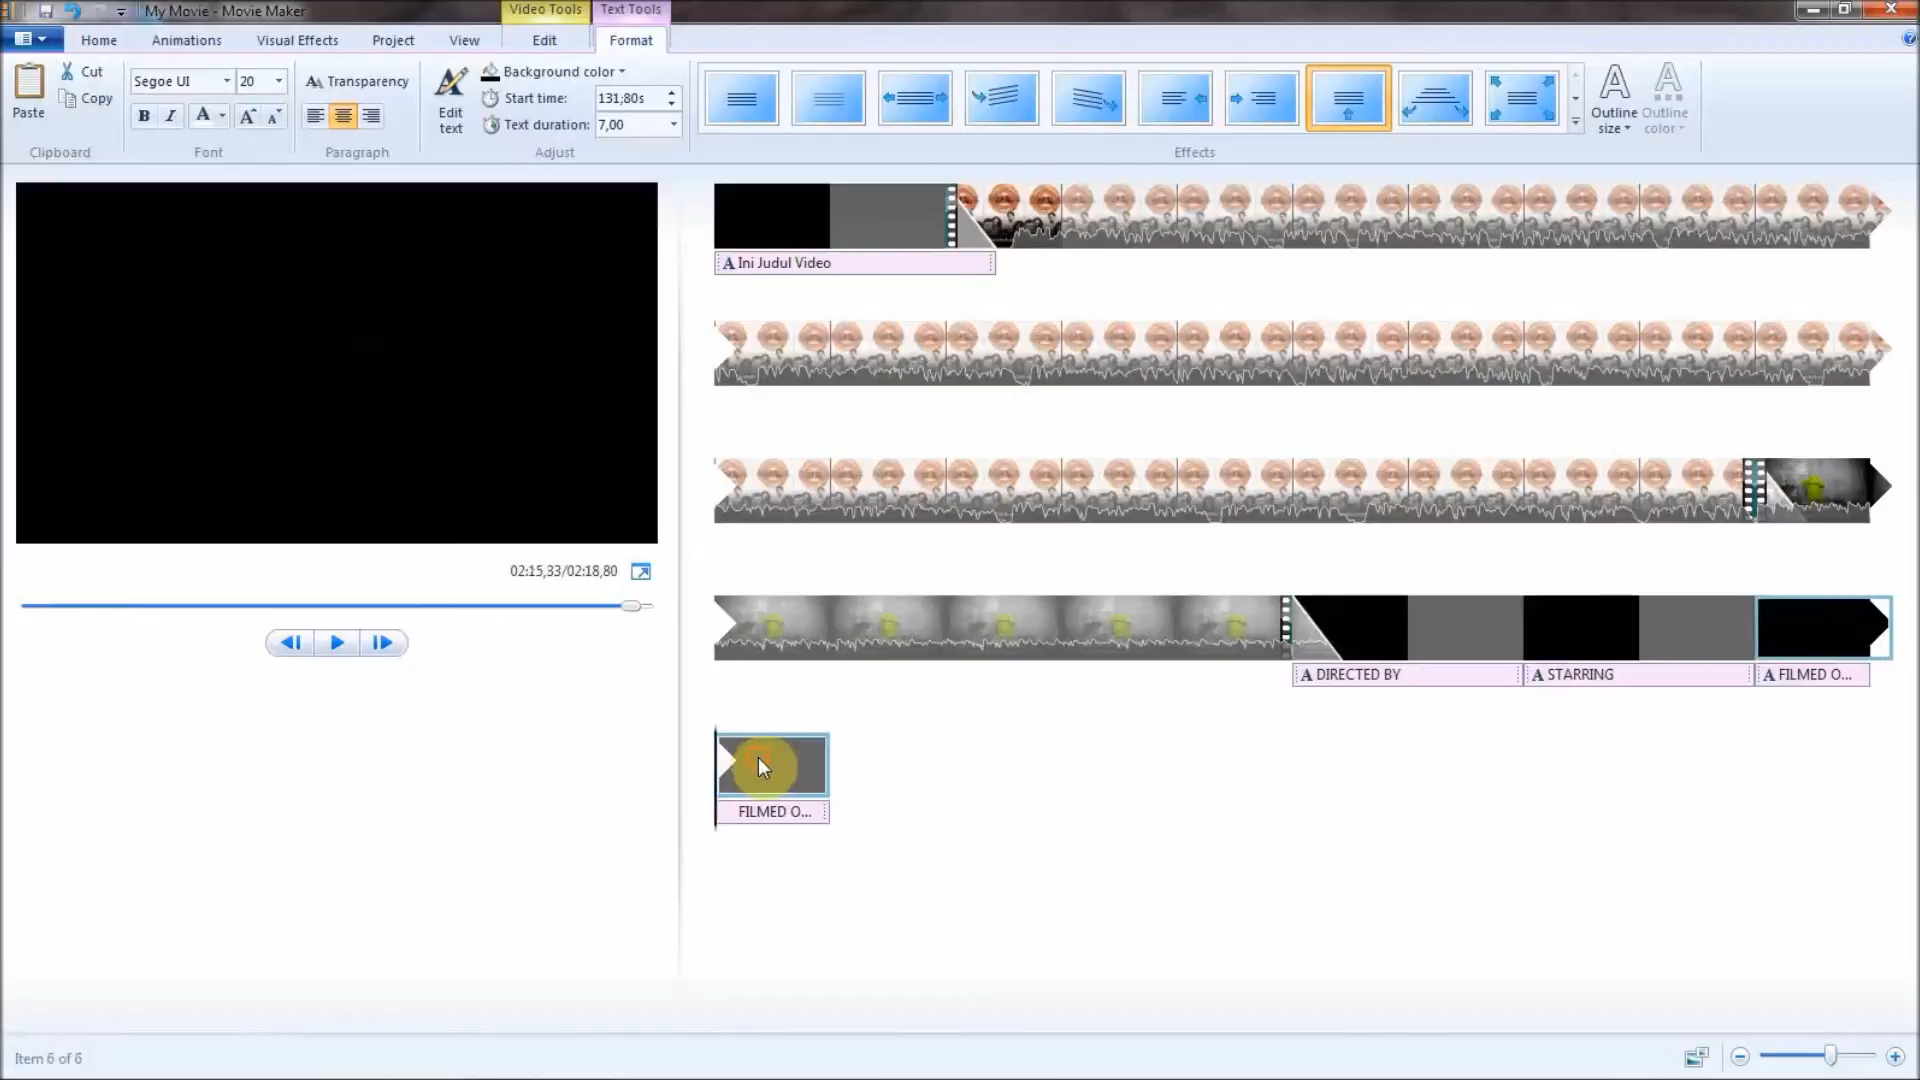 My Movie - Movie Maker
Video Tools
Text Tools
Home
Animations
Visual Effects
Project
View
Edit
Format
Paste
Cut
Copy
Clipboard
Segoe UI
20
B I A A A
Font
Transparency
Paragraph
Edit text
Background color
Start time: 131;80s
Text duration: 7,00
Adjust
Effects
Outline size
Outline color
A Ini Judul Video
02:15,33/02:18,80
A DIRECTED BY
A STARRING
A FILMED O...
FILMED O...
Item 6 of 6